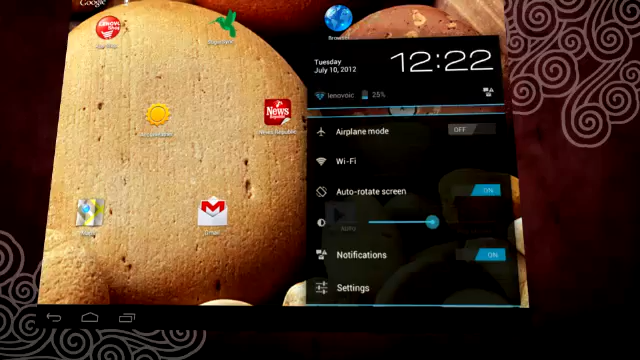 Google
Tuesday
July 10, 2012
12:22
lenovoic
25%
Airplane mode
OFF
Wi-Fi
Auto-rotate screen
ON
AUTO
Notifications
ON
Settings
News
Gmail